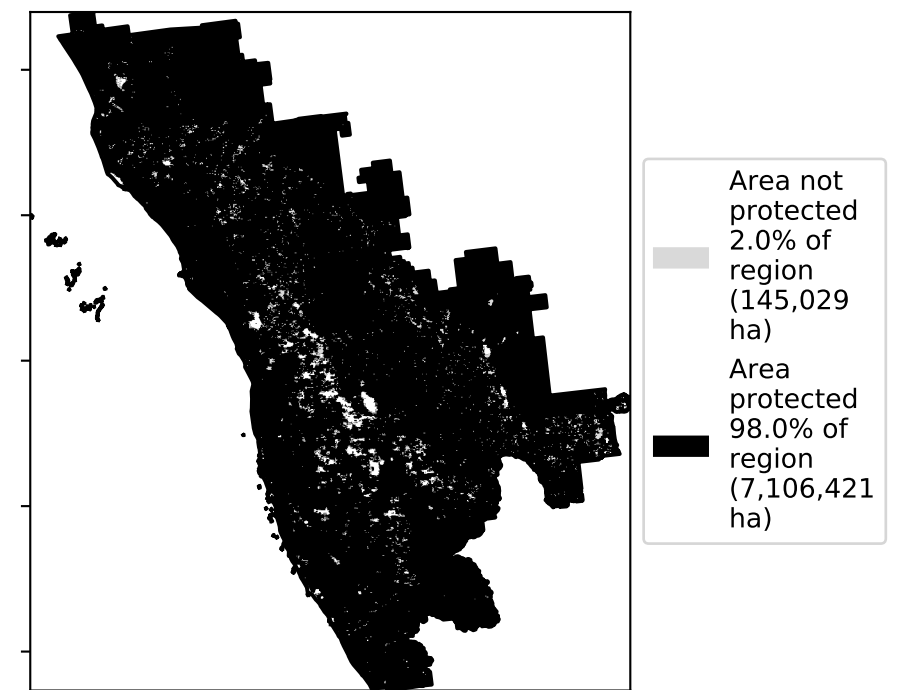 Area not
protected
2.0% of
region
(145,029
ha)
Area
protected
98.0% of
region
(7,106,421
ha)